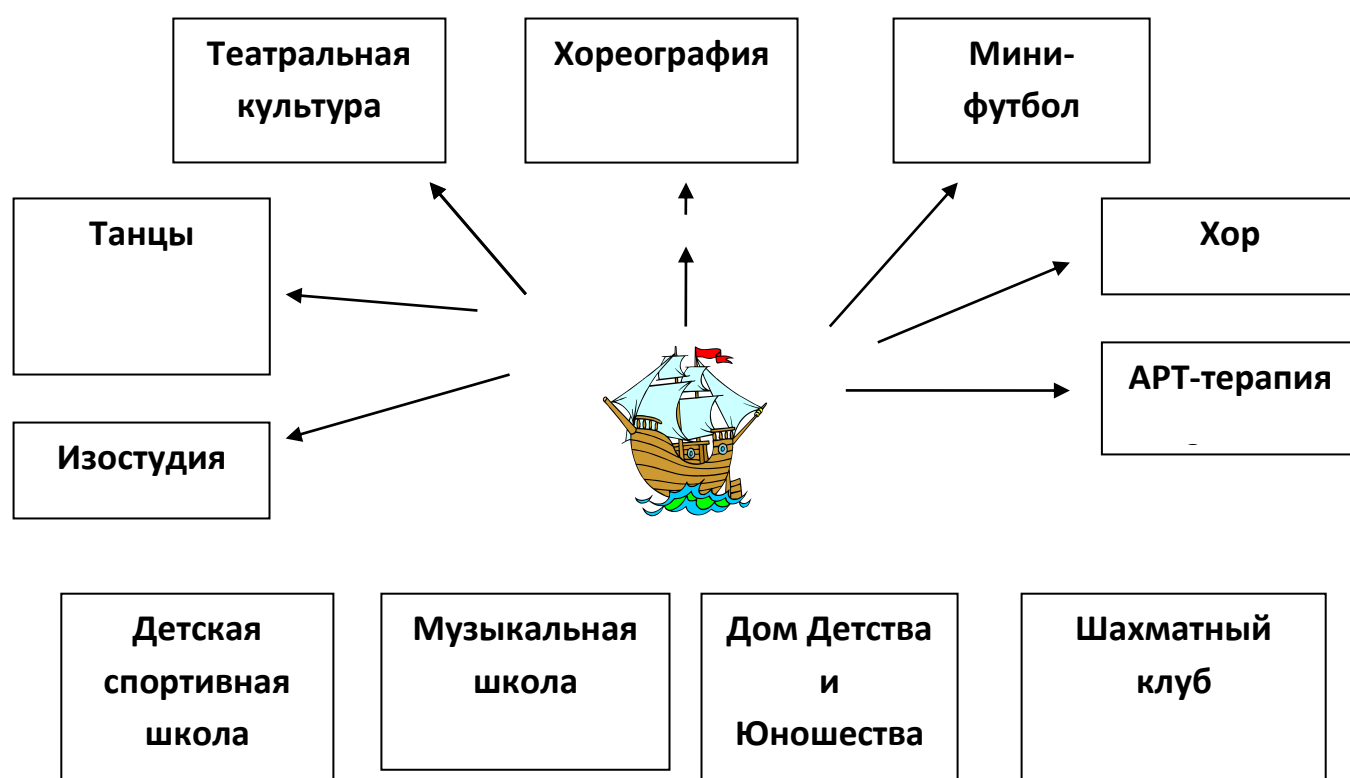 Театральная
культура
Хореография
Мини-
футбол
Танцы
Хор
АРТ-терапия
Изостудия
Детская
спортивная
школа
Музыкальная
школа
Дом Детства
и
Юношества
Шахматный
клуб